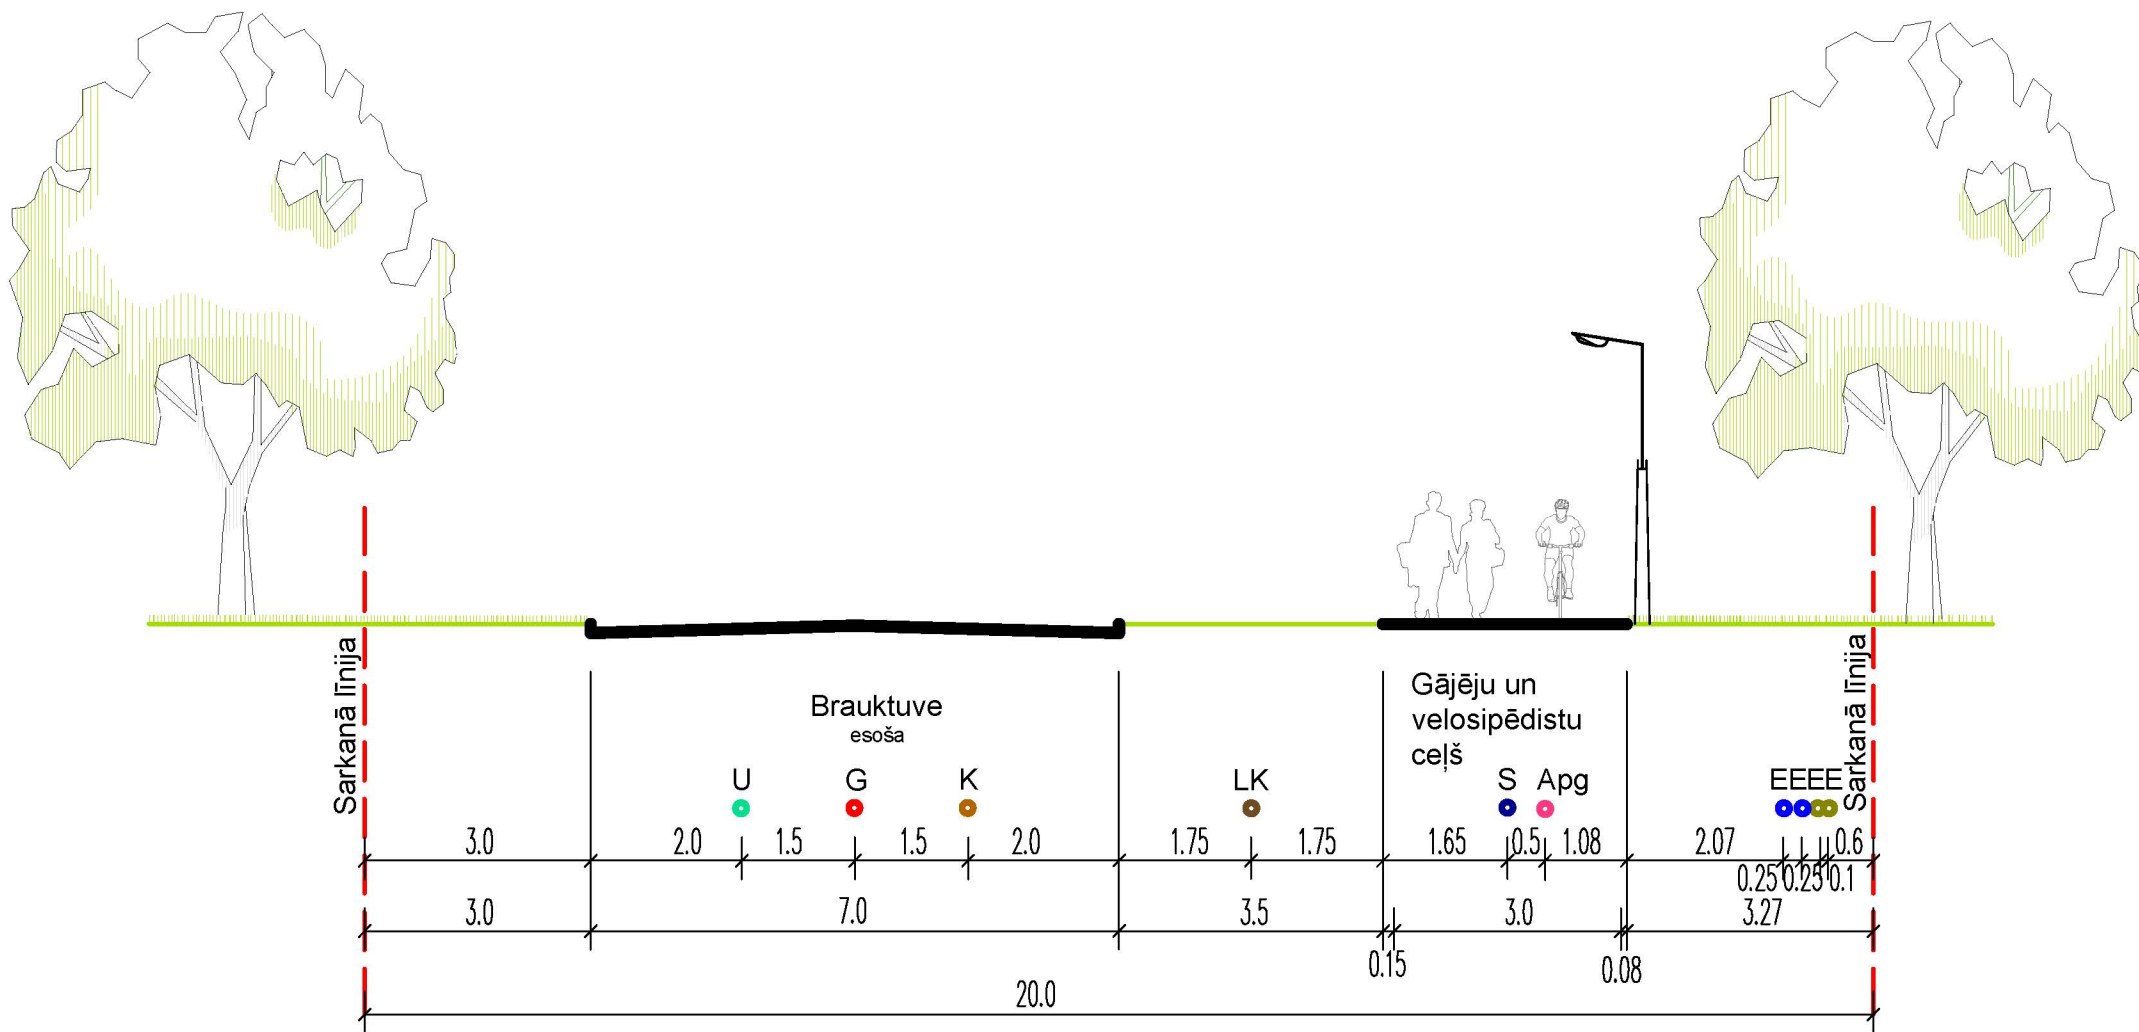 Sarkanā līnija
Brauktuve
esoša
Gājēju un
velosipēdistu
ceļš
Sarkanā līnija
U G K LK S Apg EEEE
3.0 2.0 1.5 1.5 2.0 1.75 1.75 1.65 0.5 1.08 2.07 0.6
0.25 0.25 0.1
3.0 7.0 3.5 3.0 3.27
0.15 0.08
20.0